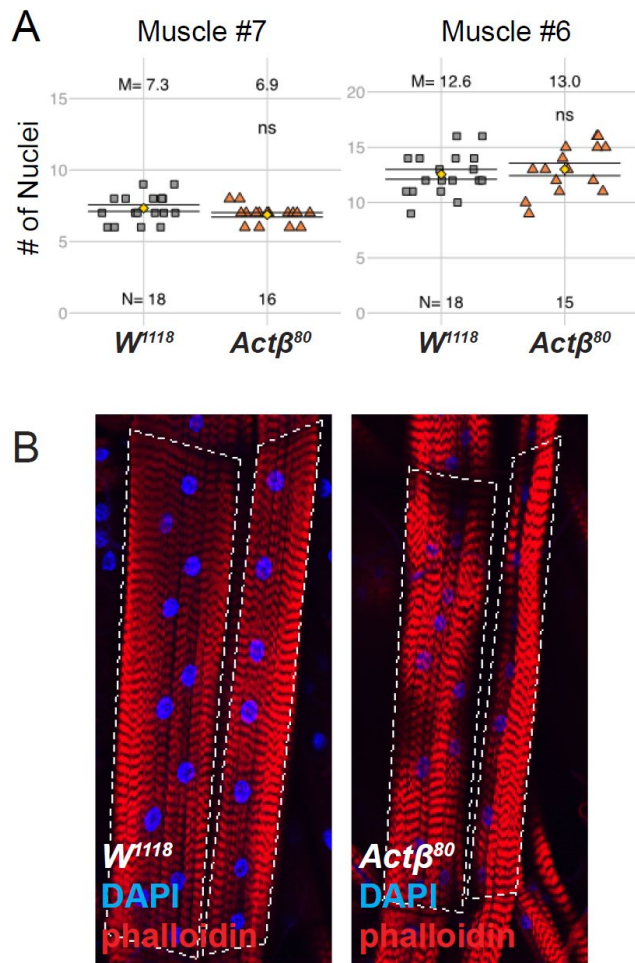 A
Muscle #7
Muscle #6
# of Nuclei
15
10
5
0
M= 7.3
6.9
ns
N= 18
16
W¹¹¹⁸
Actβ⁸⁰
20
15
10
5
0
M= 12.6
13.0
ns
N= 18
15
W¹¹¹⁸
Actβ⁸⁰
B
W¹¹¹⁸
DAPI
phalloidin
Actβ⁸⁰
DAPI
phalloidin